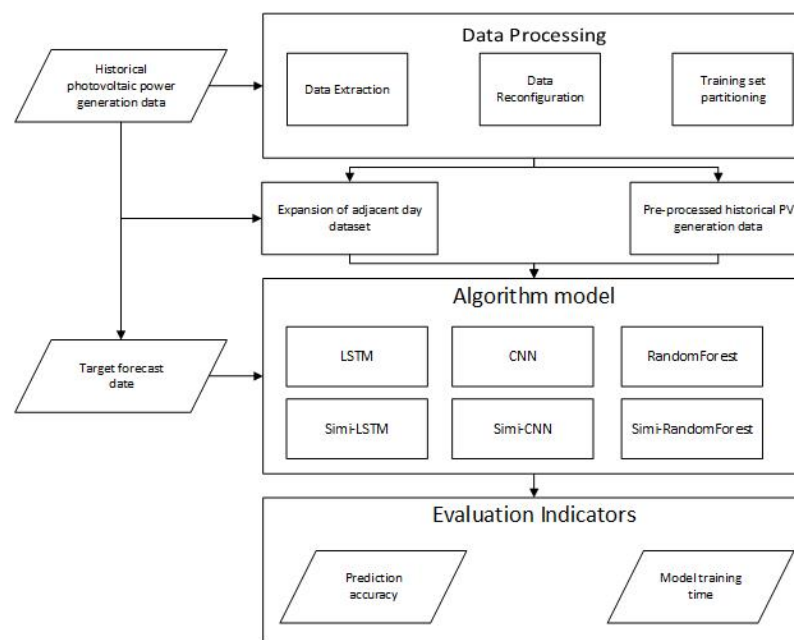 Data Processing
Historical
photovoltaic power
generation data
Data Extraction
Data
Reconfiguration
Training set
partitioning
Expansion of adjacent day
dataset
Pre-processed historical PV
generation data
Algorithm model
LSTM
CNN
RandomForest
Target forecast
date
Simi-LSTM
Simi-CNN
Simi-RandomForest
Evaluation Indicators
Prediction
accuracy
Model training
time